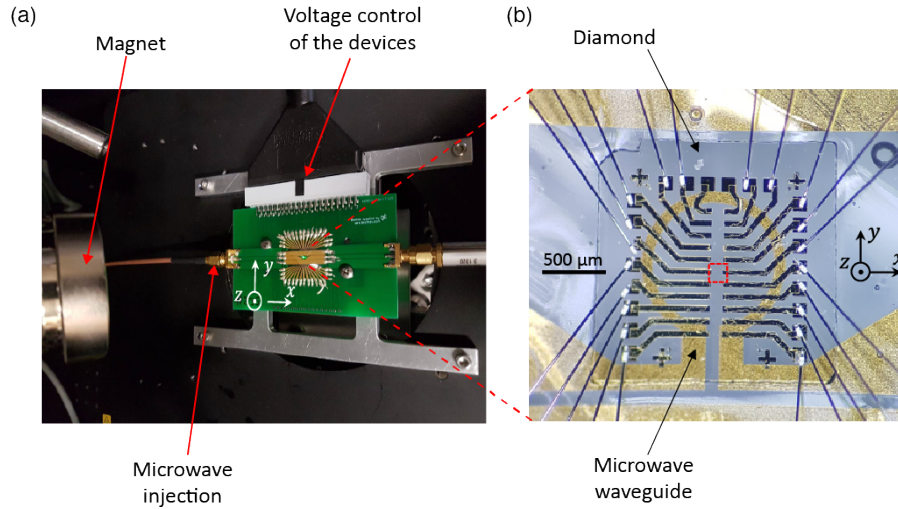 (a)
Magnet
Voltage control
of the devices
y
z
x
Microwave
injection
(b)
Diamond
500 μm
y
z
x
Microwave
waveguide